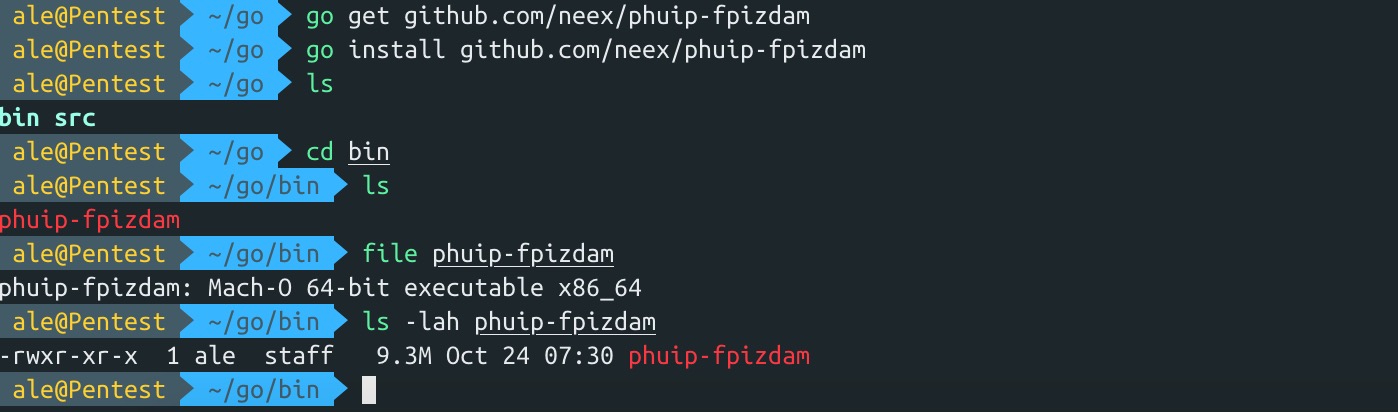 ale@Pentest ~/go go get github.com/neex/phuip-fpizdam
ale@Pentest ~/go go install github.com/neex/phuip-fpizdam
ale@Pentest ~/go ls
bin src
ale@Pentest ~/go cd bin
ale@Pentest ~/go/bin ls
phuip-fpizdam
ale@Pentest ~/go/bin file phuip-fpizdam
phuip-fpizdam: Mach-O 64-bit executable x86_64
ale@Pentest ~/go/bin ls -lah phuip-fpizdam
-rwxr-xr-x  1 ale  staff   9.3M Oct 24 07:30 phuip-fpizdam
ale@Pentest ~/go/bin